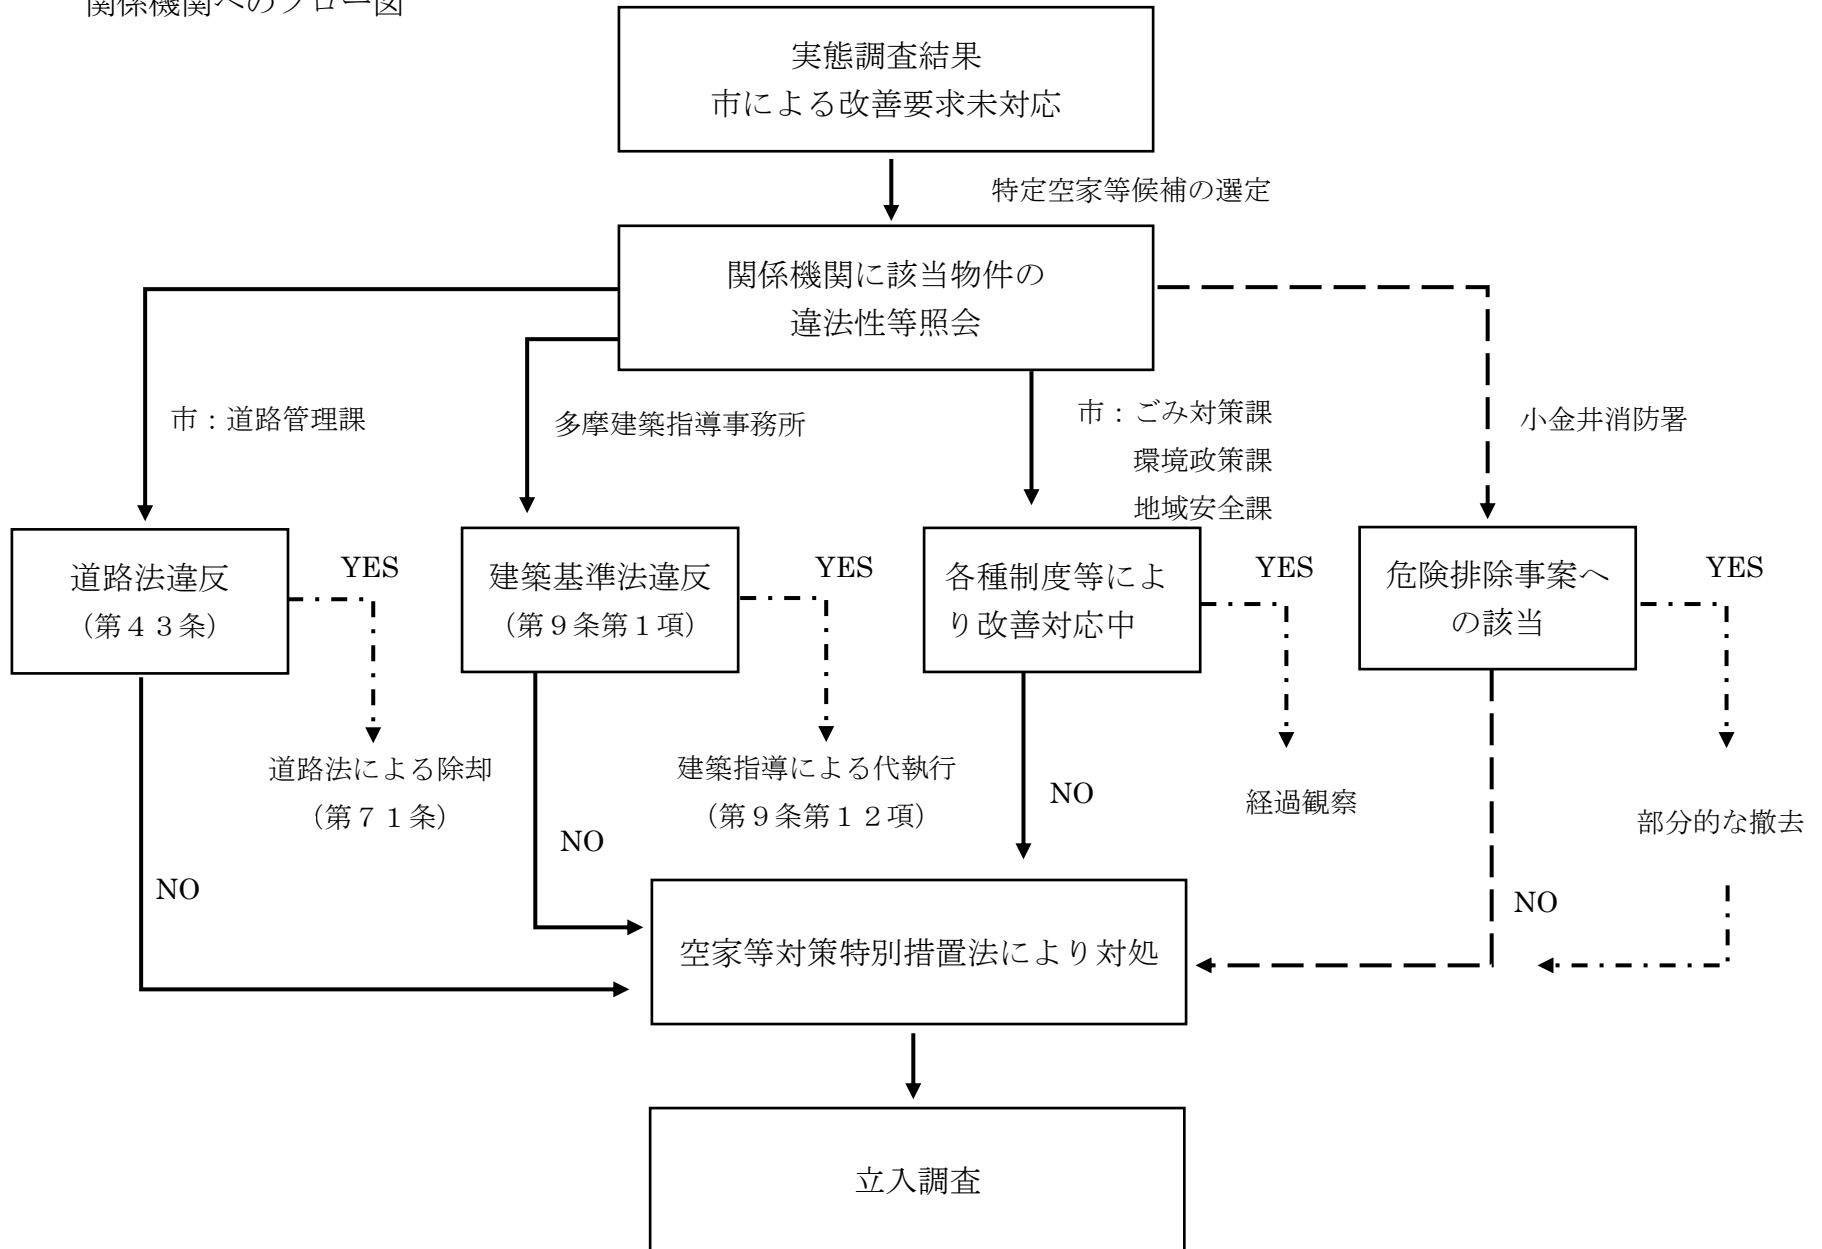 関係機関へのフロー図
実態調査結果
市による改善要求未対応
特定空家等候補の選定
関係機関に該当物件の
違法性等照会
市：道路管理課
多摩建築指導事務所
市：ごみ対策課
環境政策課
地域安全課
小金井消防署
道路法違反
（第４３条）
YES
建築基準法違反
（第９条第１項）
YES
各種制度等によ
り改善対応中
YES
危険排除事案へ
の該当
YES
道路法による除却
（第７１条）
建築指導による代執行
（第９条第１２項）
経過観察
部分的な撤去
NO
NO
NO
NO
空家等対策特別措置法により対処
立入調査